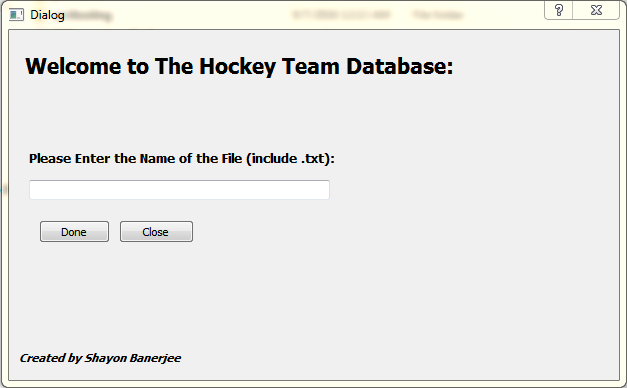 Dialog
?
Welcome to The Hockey Team Database:
Please Enter the Name of the File (include .txt):
Done Close
Created by Shayon Banerjee